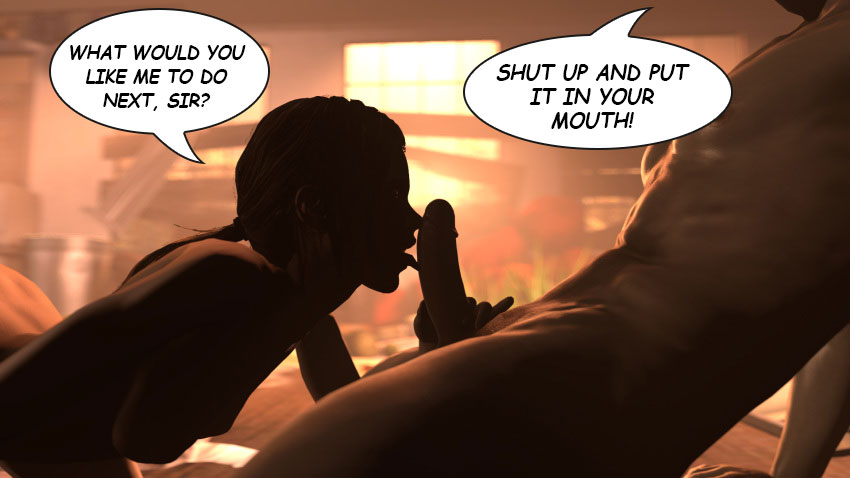 WHAT WOULD YOU
LIKE ME TO DO
NEXT, SIR?
SHUT UP AND PUT
IT IN YOUR
MOUTH!